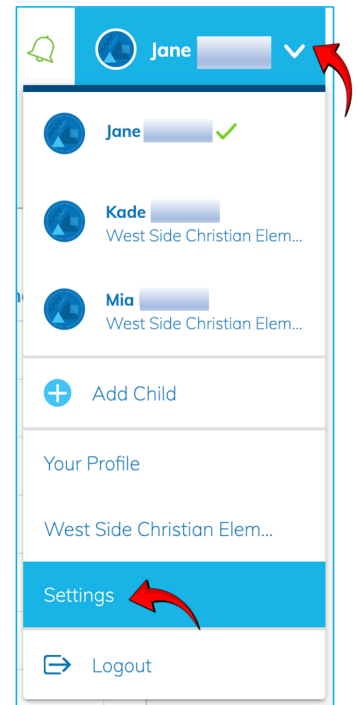 Jane
Jane
Kade
West Side Christian Elem...
Mia
West Side Christian Elem...
Add Child
Your Profile
West Side Christian Elem...
Settings
Logout